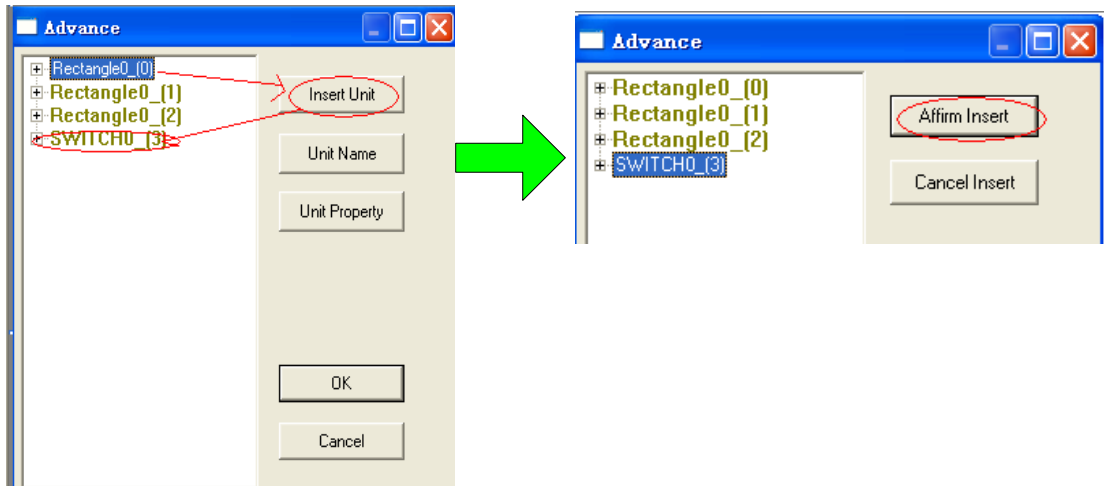 Advance
Rectangle0_(0)
Rectangle0_(1)
Rectangle0_(2)
SWITCH0_(3)
Insert Unit
Unit Name
Unit Property
OK
Cancel
Advance
Rectangle0_(0)
Rectangle0_(1)
Rectangle0_(2)
SWITCH0_(3)
Affirm Insert
Cancel Insert